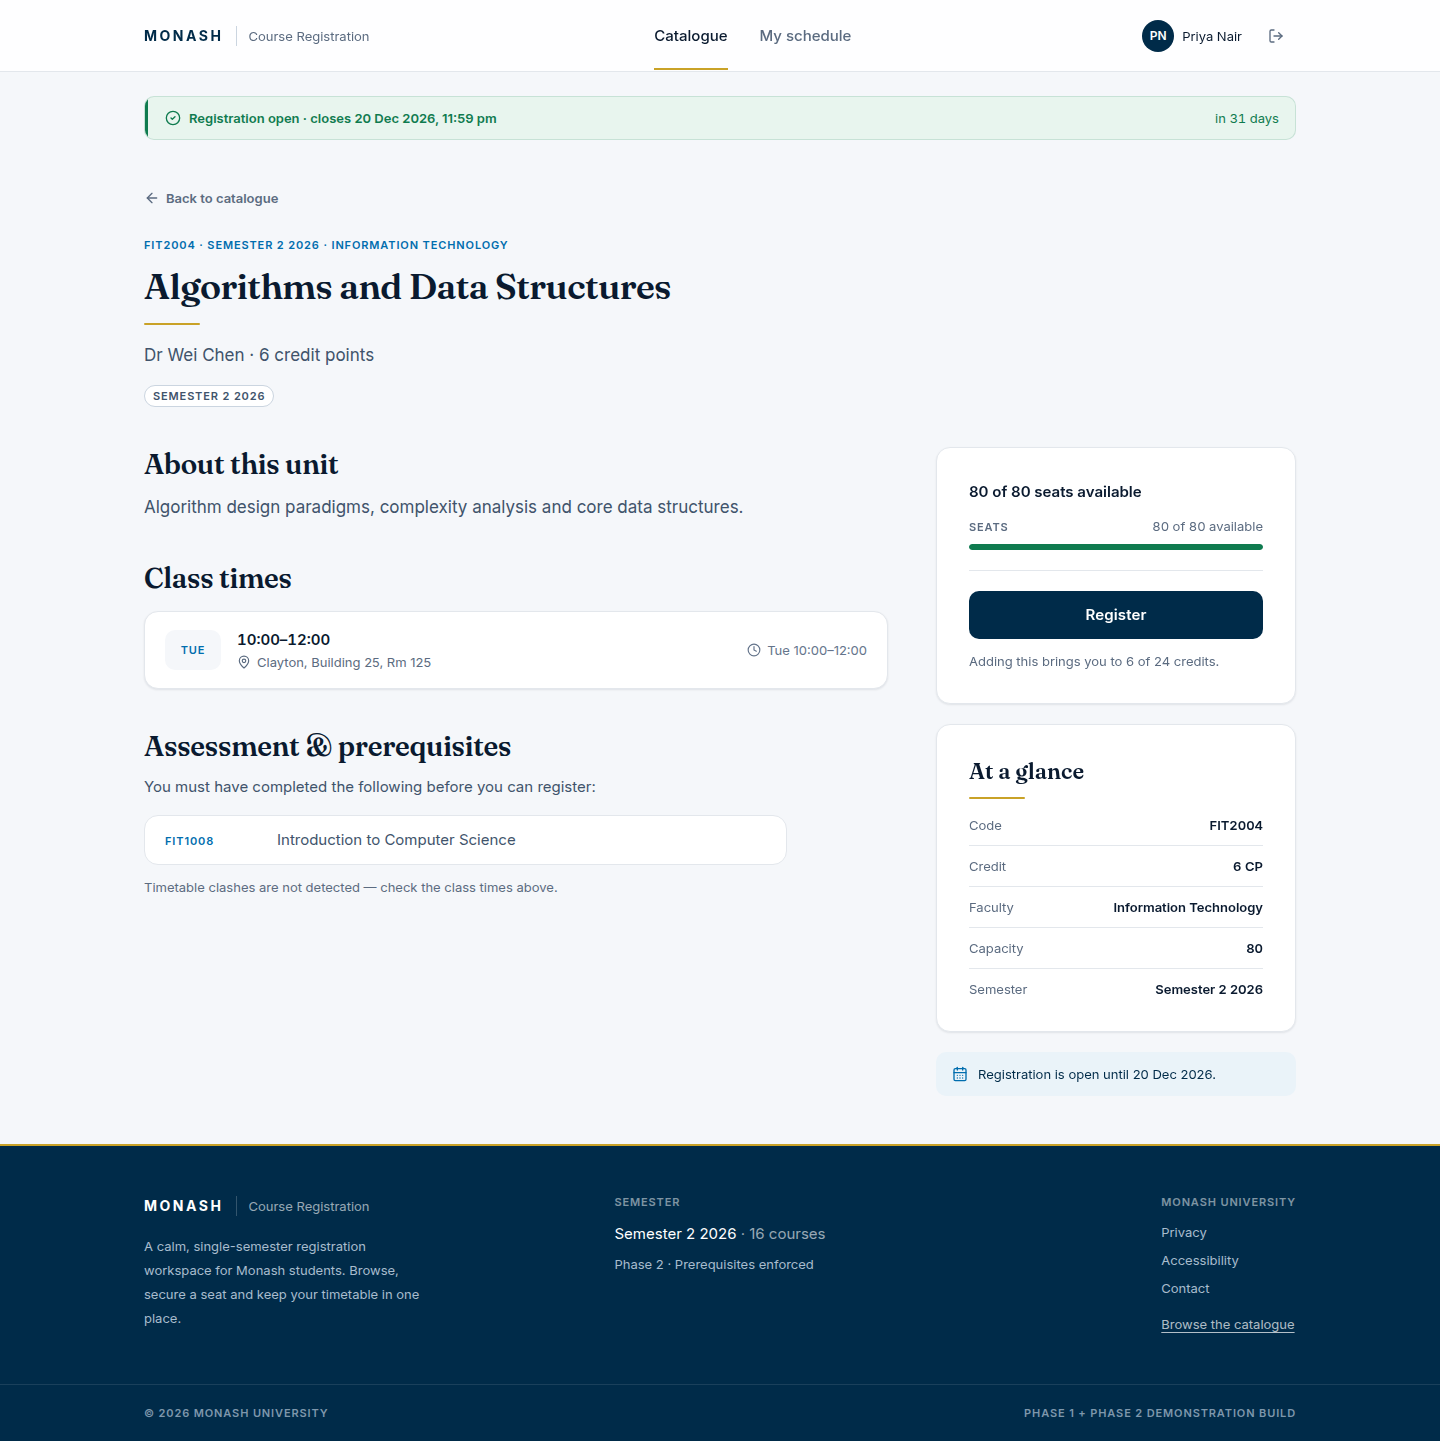 MONASH
Course Registration
Catalogue
My schedule
PN
Priya Nair
Registration open · closes 20 Dec 2026, 11:59 pm
in 31 days
Back to catalogue
FIT2004 · SEMESTER 2 2026 · INFORMATION TECHNOLOGY
Algorithms and Data Structures
Dr Wei Chen · 6 credit points
SEMESTER 2 2026
About this unit
Algorithm design paradigms, complexity analysis and core data structures.
Class times
TUE
10:00–12:00
Clayton, Building 25, Rm 125
Tue 10:00–12:00
Assessment & prerequisites
You must have completed the following before you can register:
FIT1008
Introduction to Computer Science
Timetable clashes are not detected — check the class times above.
80 of 80 seats available
SEATS
80 of 80 available
Register
Adding this brings you to 6 of 24 credits.
At a glance
Code
FIT2004
Credit
6 CP
Faculty
Information Technology
Capacity
80
Semester
Semester 2 2026
Registration is open until 20 Dec 2026.
MONASH
Course Registration
A calm, single-semester registration
workspace for Monash students. Browse,
secure a seat and keep your timetable in one
place.
SEMESTER
Semester 2 2026 · 16 courses
Phase 2 · Prerequisites enforced
MONASH UNIVERSITY
Privacy
Accessibility
Contact
Browse the catalogue
© 2026 MONASH UNIVERSITY
PHASE 1 + PHASE 2 DEMONSTRATION BUILD